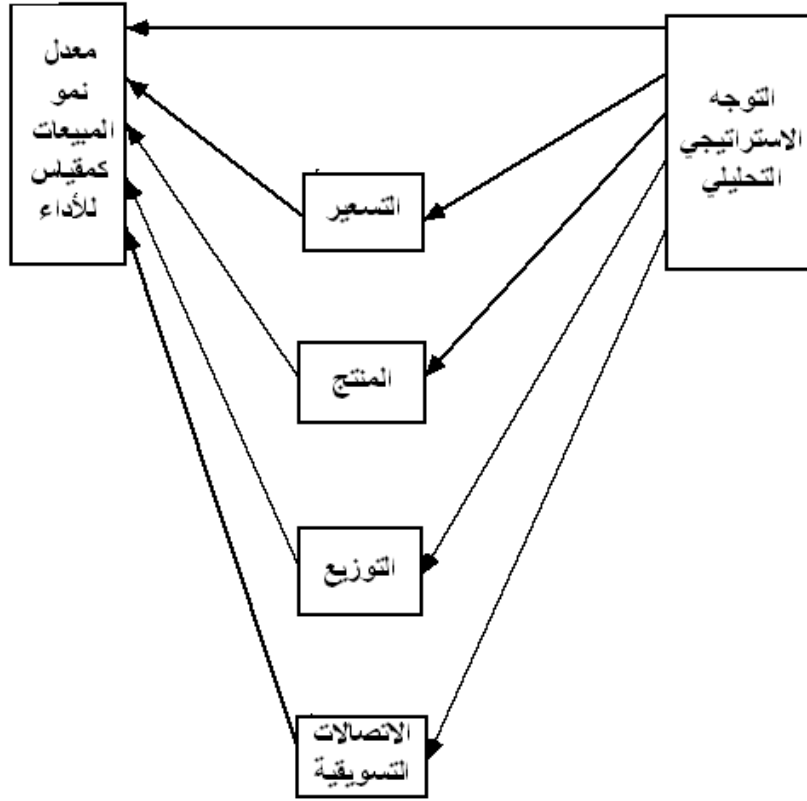 التوجه
الاستراتيجي
التحليلي
معدل
نمو
المبيعات
كمقياس
للأداء
التسعير
المنتج
التوزيع
الاتصالات
التسويقية